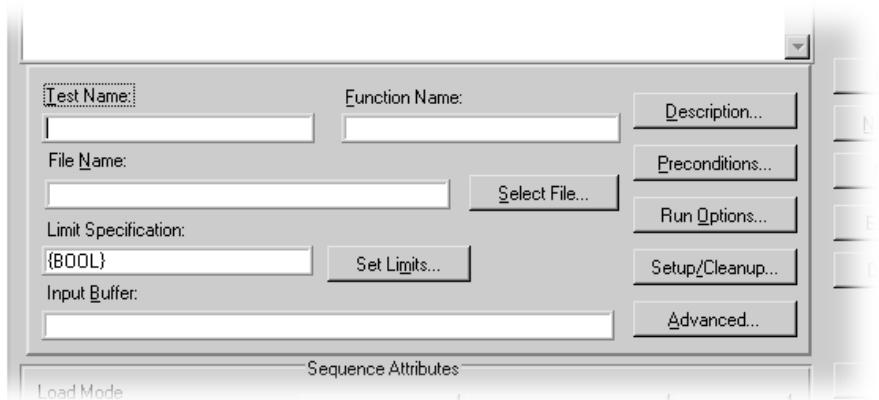 Test Name:
Function Name:
Description...
File Name:
Preconditions...
Select File...
Limit Specification:
Run Options...
{BOOL}
Set Limits...
Setup/Cleanup...
Input Buffer:
Advanced...
Sequence Attributes
Load Mode